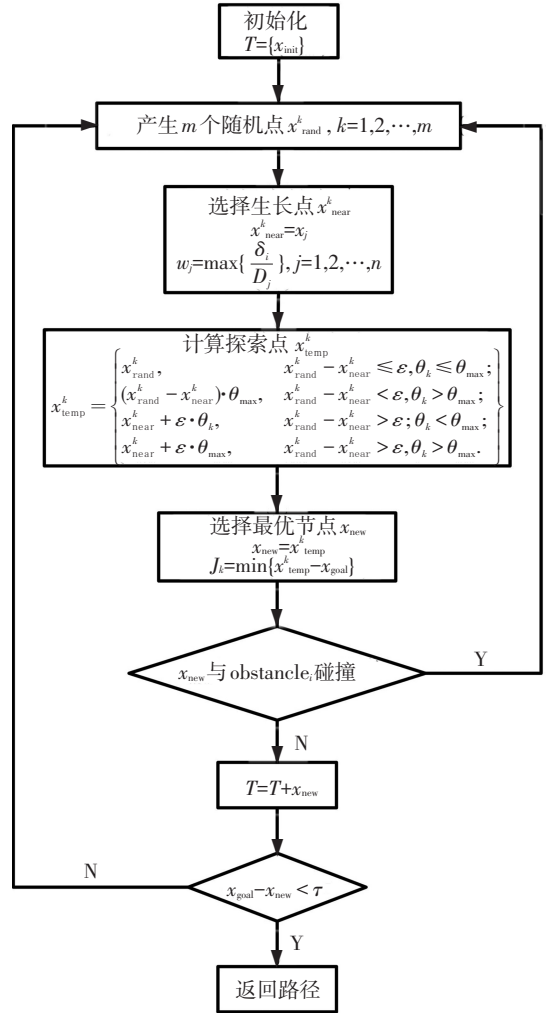 初始化
T={x_init}
产生m个随机点x^k_rand, k=1,2,⋯,m
选择生长点x^k_near
x^k_near=x_j
w_j=max{δ_i/D_j}, j=1,2,⋯,n
计算探索点x^k_temp
x^k_temp={x^k_rand, x^k_rand-x^k_near≤ε,θ_k≤θ_max;
(x^k_rand-x^k_near)·θ_max, x^k_rand-x^k_near<ε,θ_k>θ_max;
x^k_near+ε·θ_k, x^k_rand-x^k_near>ε;θ_k<θ_max;
x^k_near+ε·θ_max, x^k_rand-x^k_near>ε,θ_k>θ_max.}
选择最优节点x_new
x_new=x^k_temp
J_k=min{x^k_temp-x_goal}
x_new与obstancle_i碰撞
Y
N
T=T+x_new
N
x_goal-x_new<τ
Y
返回路径